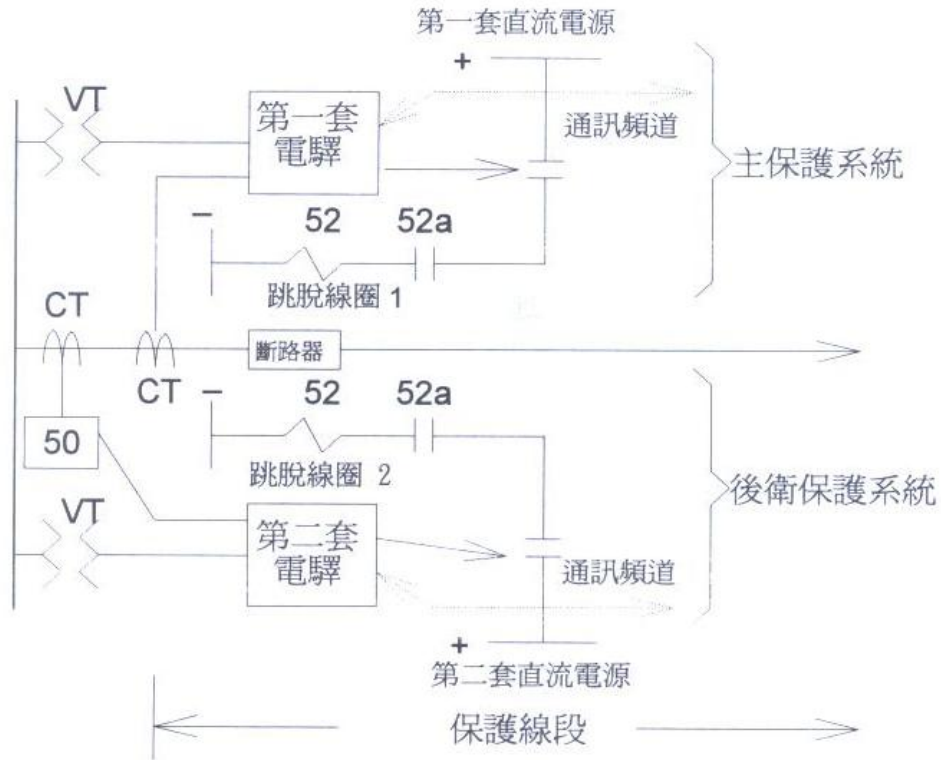 第一套直流電源
+
VT
第一套
電驛
通訊頻道
主保護系統
–
52
52a
跳脫線圈 1
CT
斷路器
CT
–
52
52a
50
跳脫線圈 2
後衛保護系統
VT
第二套
電驛
通訊頻道
+
第二套直流電源
保護線段